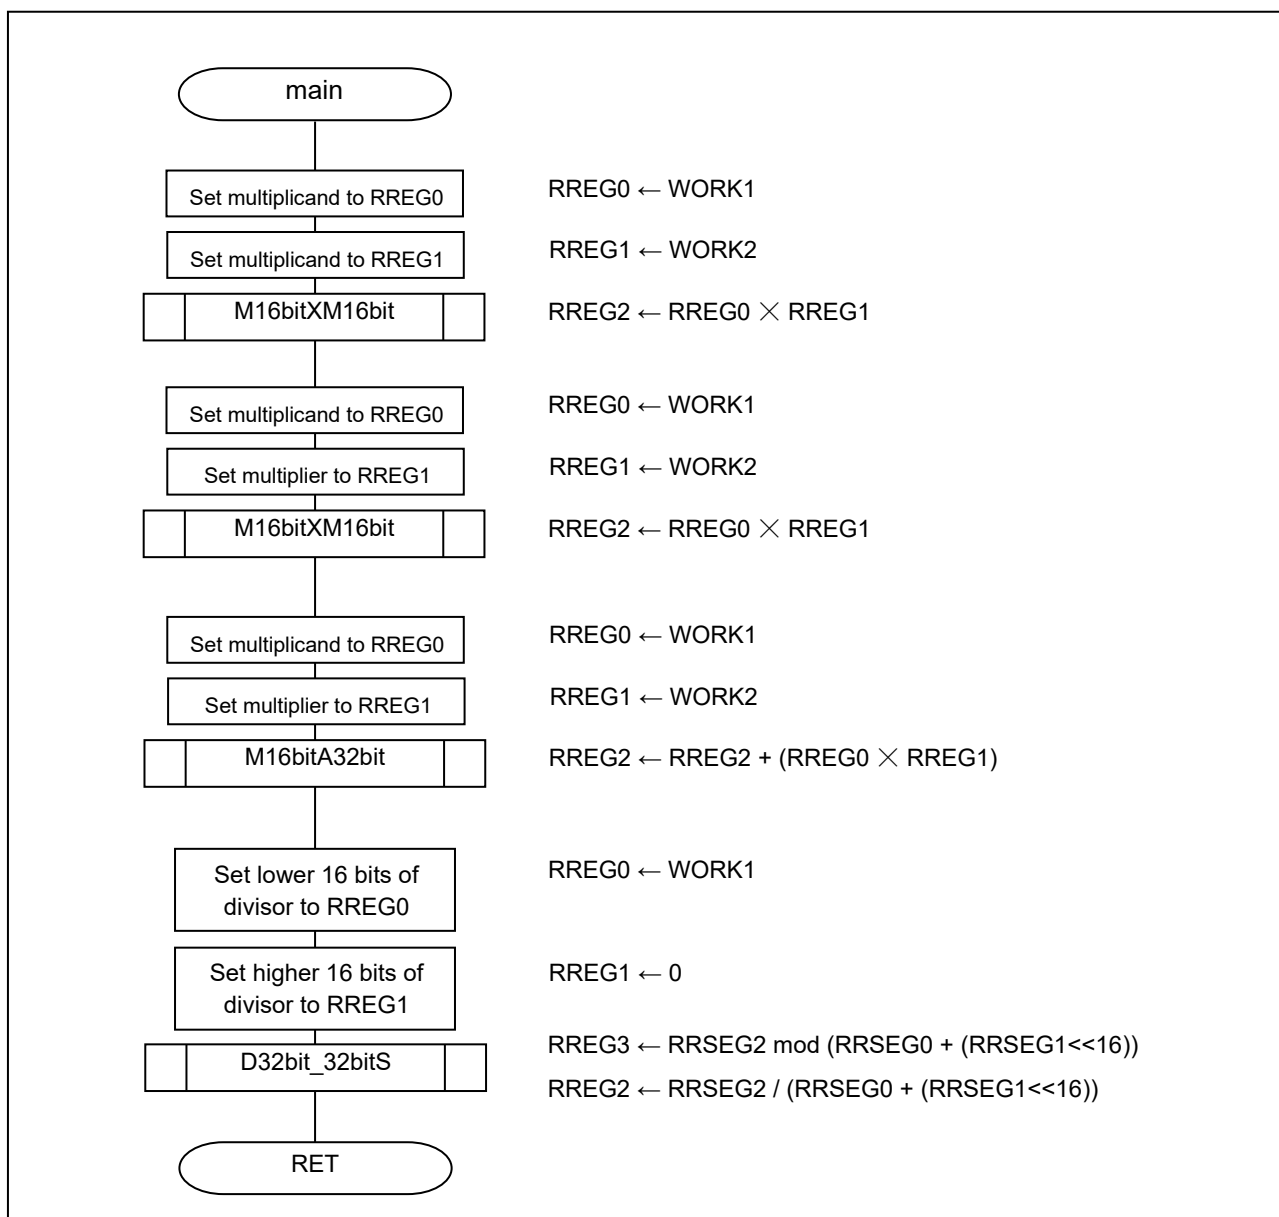 main
Set multiplicand to RREG0
RREG0 ← WORK1
Set multiplicand to RREG1
RREG1 ← WORK2
M16bitXM16bit
RREG2 ← RREG0 × RREG1
Set multiplicand to RREG0
RREG0 ← WORK1
Set multiplier to RREG1
RREG1 ← WORK2
M16bitXM16bit
RREG2 ← RREG0 × RREG1
Set multiplicand to RREG0
RREG0 ← WORK1
Set multiplier to RREG1
RREG1 ← WORK2
M16bitA32bit
RREG2 ← RREG2 + (RREG0 × RREG1)
Set lower 16 bits of
divisor to RREG0
RREG0 ← WORK1
Set higher 16 bits of
divisor to RREG1
RREG1 ← 0
D32bit_32bitS
RREG3 ← RRSEG2 mod (RRSEG0 + (RRSEG1<<16))
RREG2 ← RRSEG2 / (RRSEG0 + (RRSEG1<<16))
RET